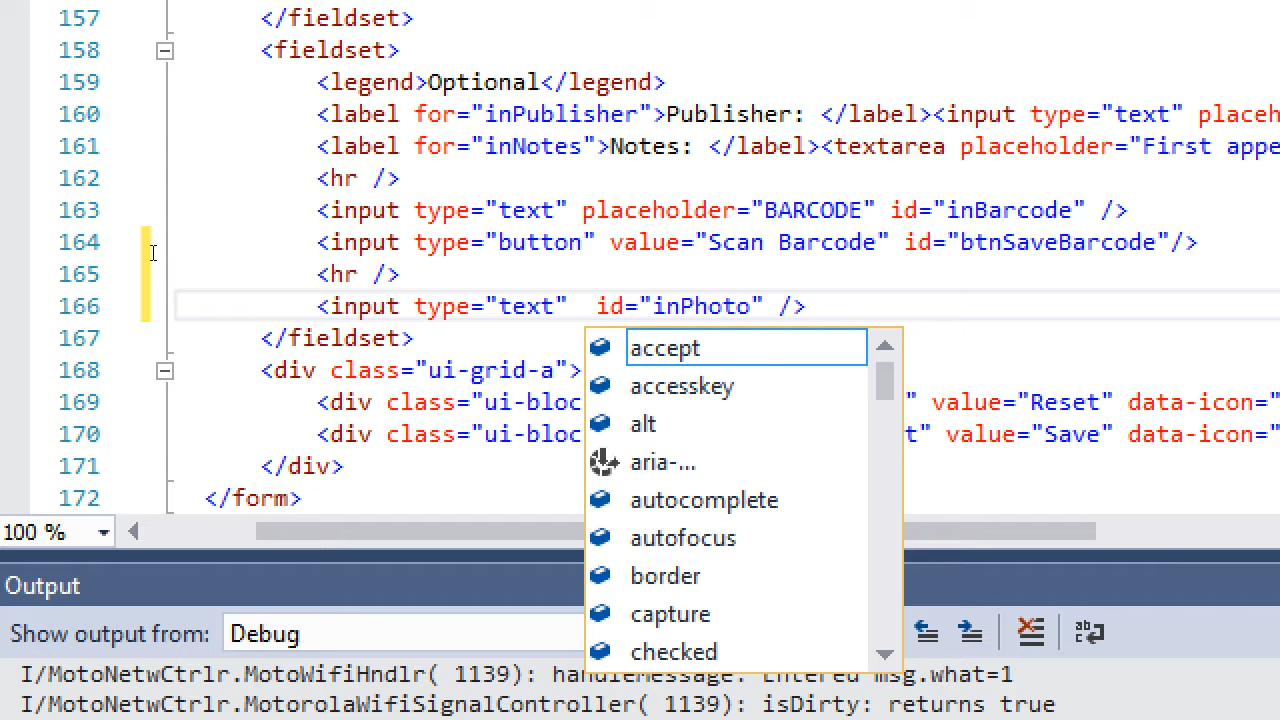 157 </fieldset>
158 <fieldset>
159 <legend>Optional</legend>
160 <label for="inPublisher">Publisher: </label><input type="text" placeh
161 <label for="inNotes">Notes: </label><textarea placeholder="First appe
162 <hr />
163 <input type="text" placeholder="BARCODE" id="inBarcode" />
164 <input type="button" value="Scan Barcode" id="btnSaveBarcode"/>
165 <hr />
166 <input type="text"  id="inPhoto" />
167 </fieldset>
168 <div class="ui-grid-a">
169 <div class="ui-bloc " value="Reset" data-icon="
170 <div class="ui-bloc t" value="Save" data-icon="
171 </div>
172 </form>
accept
accesskey
alt
aria-...
autocomplete
autofocus
border
capture
checked
100 %
Output
Show output from: Debug
I/MotoNetwCtrlr.MotoWifiHndlr( 1139): handleMessage: Entered msg.what=1
I/MotoNetwCtrlr.MotorolaWifiSignalController( 1139): isDirty: returns true